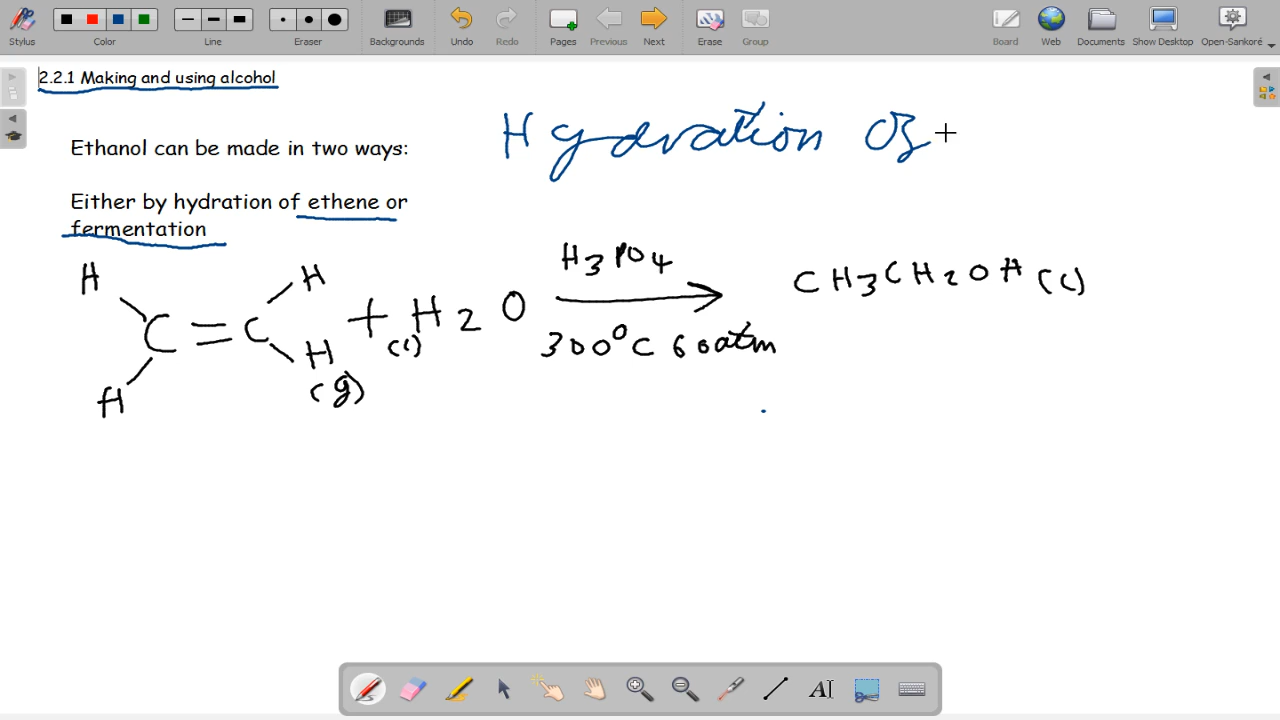 Stylus Color Line Eraser Backgrounds Undo Redo Pages Previous Next Erase Group Board Web Documents Show Desktop Open-Sankoré
2.2.1 Making and using alcohol
Hydration Of
Ethanol can be made in two ways:
Either by hydration of ethene or
fermentation
H H H3PO4 CH3CH2OH (l)
C = C + H2O
H (l) 300°C 60atm
H (g)
AI